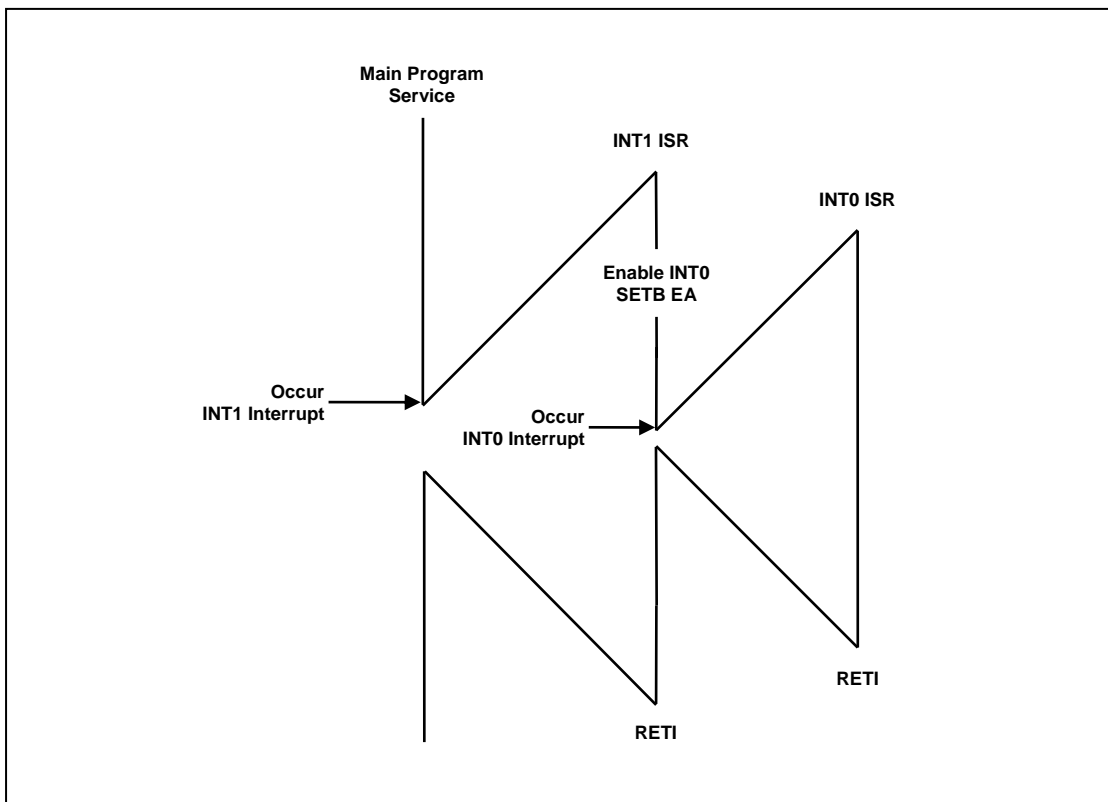 Main Program
Service
INT1 ISR
INT0 ISR
Enable INT0
SETB EA
Occur
INT1 Interrupt
Occur
INT0 Interrupt
RETI
RETI